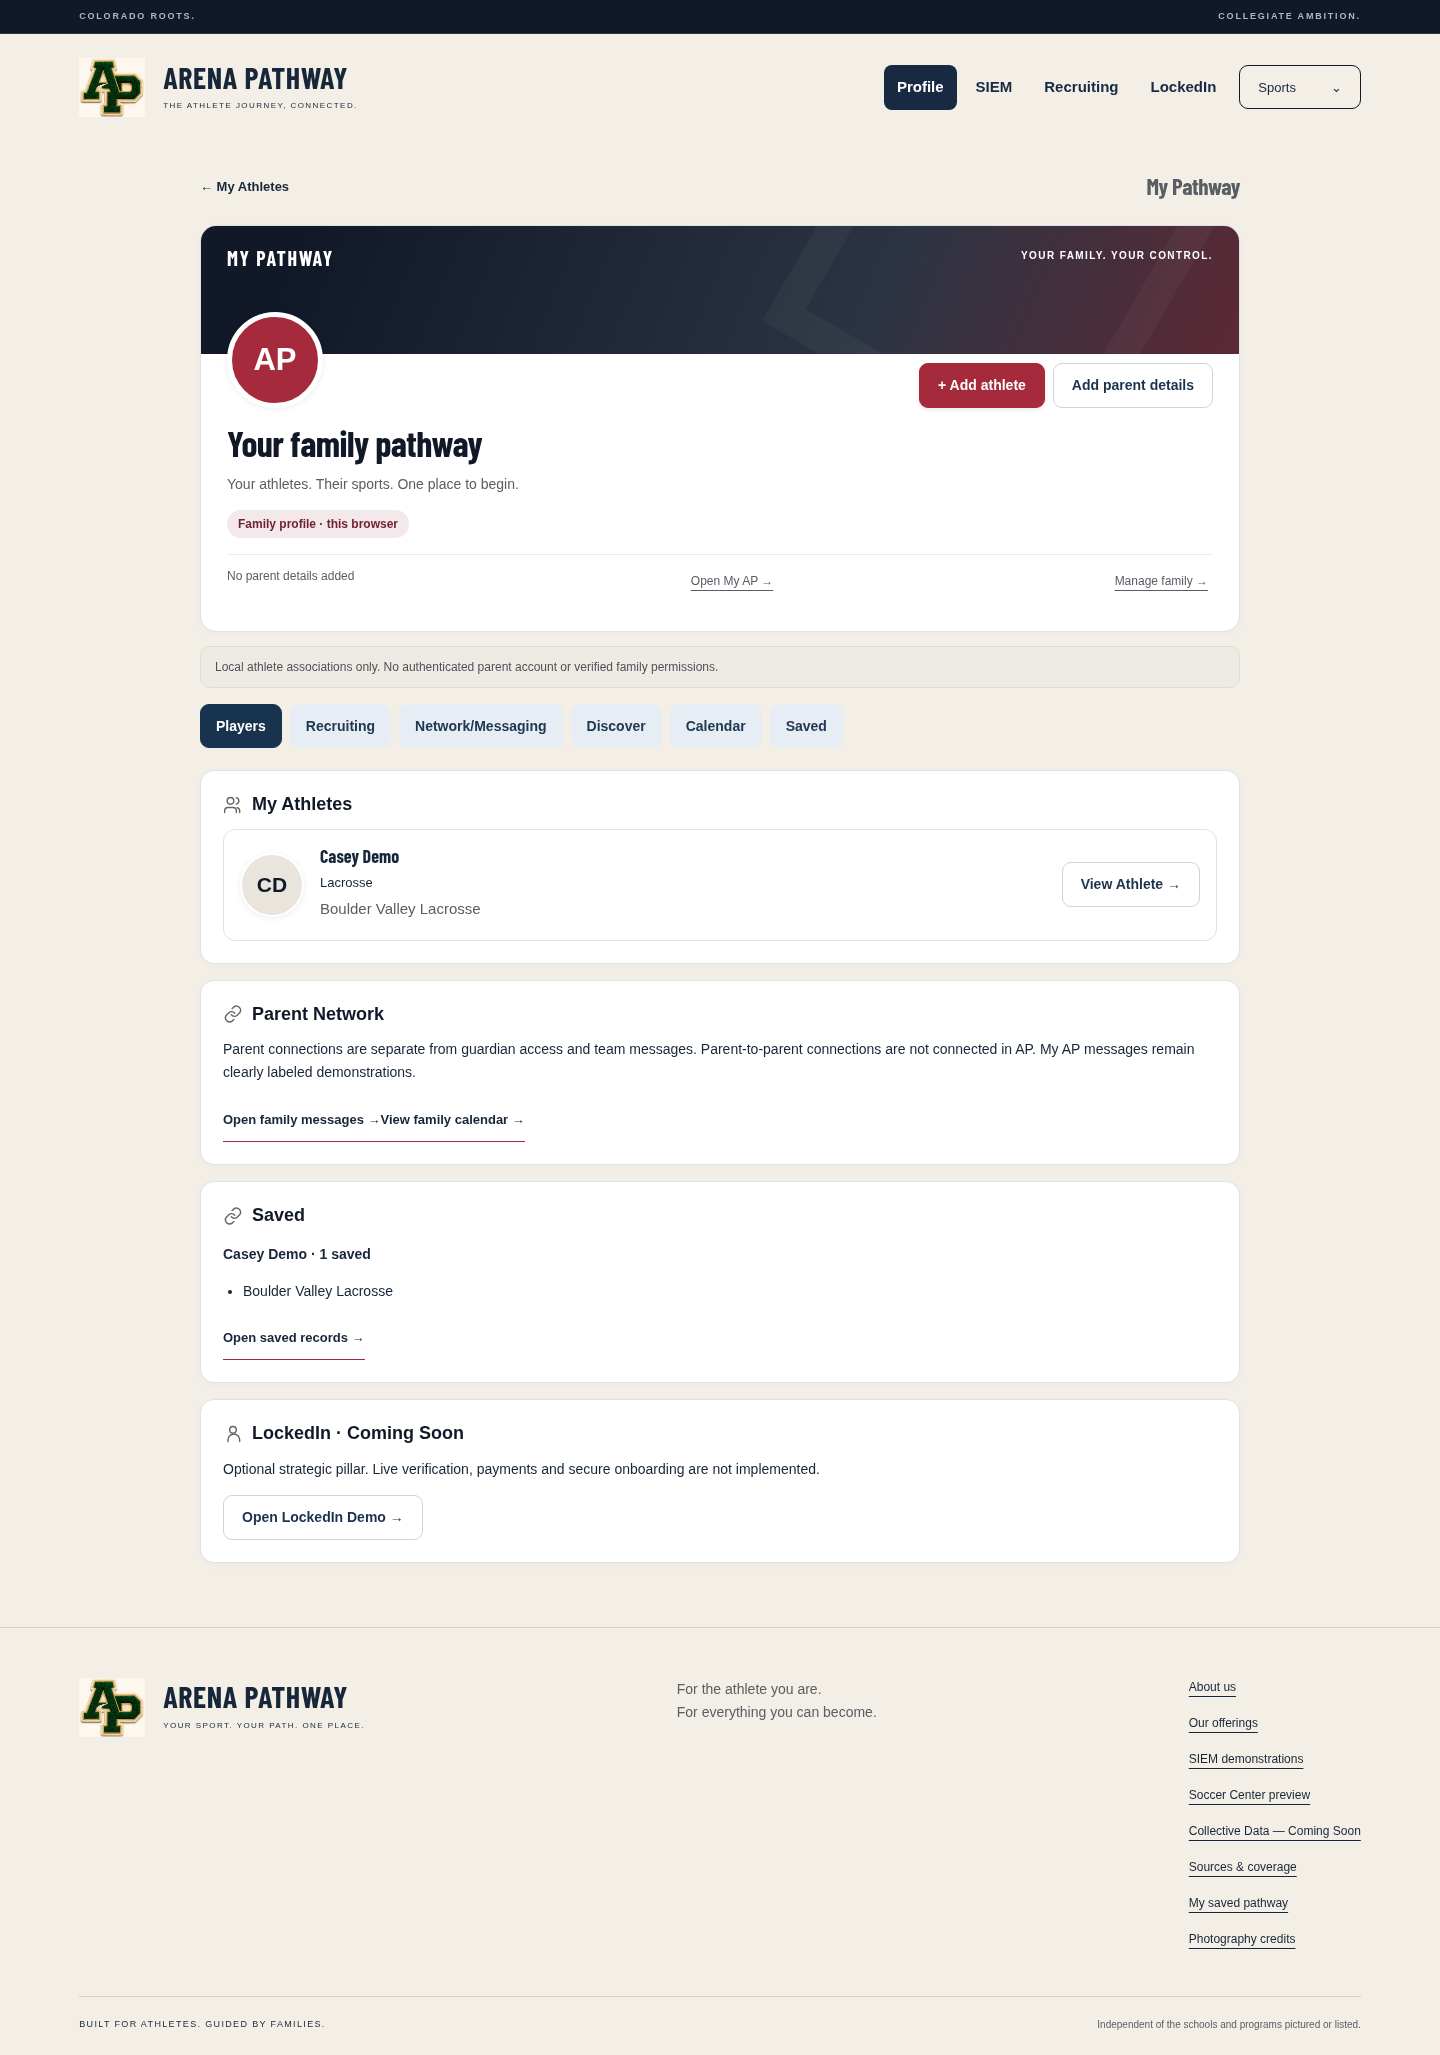 COLORADO ROOTS.
COLLEGIATE AMBITION.
AP
ARENA PATHWAY
THE ATHLETE JOURNEY, CONNECTED.
Profile
SIEM
Recruiting
LockedIn
Sports ⌄
← My Athletes
My Pathway
MY PATHWAY
YOUR FAMILY. YOUR CONTROL.
AP
+ Add athlete
Add parent details
Your family pathway
Your athletes. Their sports. One place to begin.
Family profile · this browser
No parent details added
Open My AP →
Manage family →
Local athlete associations only. No authenticated parent account or verified family permissions.
Players
Recruiting
Network/Messaging
Discover
Calendar
Saved
My Athletes
CD
Casey Demo
Lacrosse
Boulder Valley Lacrosse
View Athlete →
Parent Network
Parent connections are separate from guardian access and team messages. Parent-to-parent connections are not connected in AP. My AP messages remain
clearly labeled demonstrations.
Open family messages →View family calendar →
Saved
Casey Demo · 1 saved
• Boulder Valley Lacrosse
Open saved records →
LockedIn · Coming Soon
Optional strategic pillar. Live verification, payments and secure onboarding are not implemented.
Open LockedIn Demo →
AP
ARENA PATHWAY
YOUR SPORT. YOUR PATH. ONE PLACE.
For the athlete you are.
For everything you can become.
About us
Our offerings
SIEM demonstrations
Soccer Center preview
Collective Data — Coming Soon
Sources & coverage
My saved pathway
Photography credits
BUILT FOR ATHLETES. GUIDED BY FAMILIES.
Independent of the schools and programs pictured or listed.